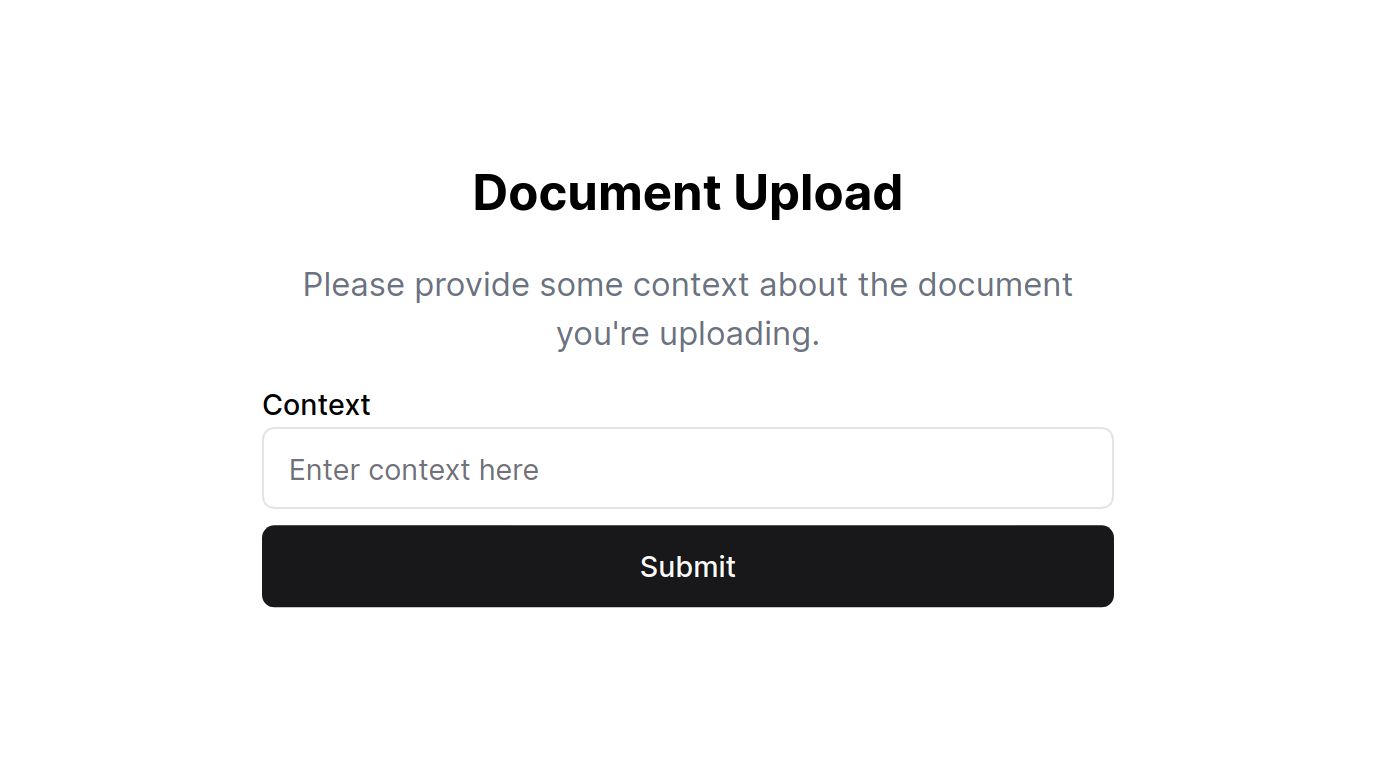 Document Upload
Please provide some context about the document
you're uploading.
Context
Enter context here
Submit